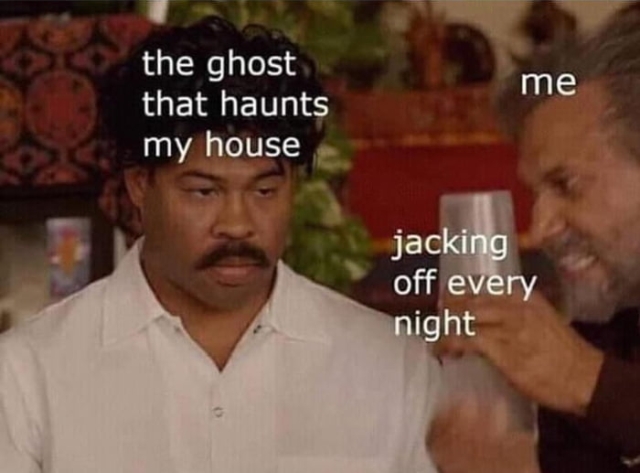 the ghost
that haunts
my house
me
jacking
off every
night